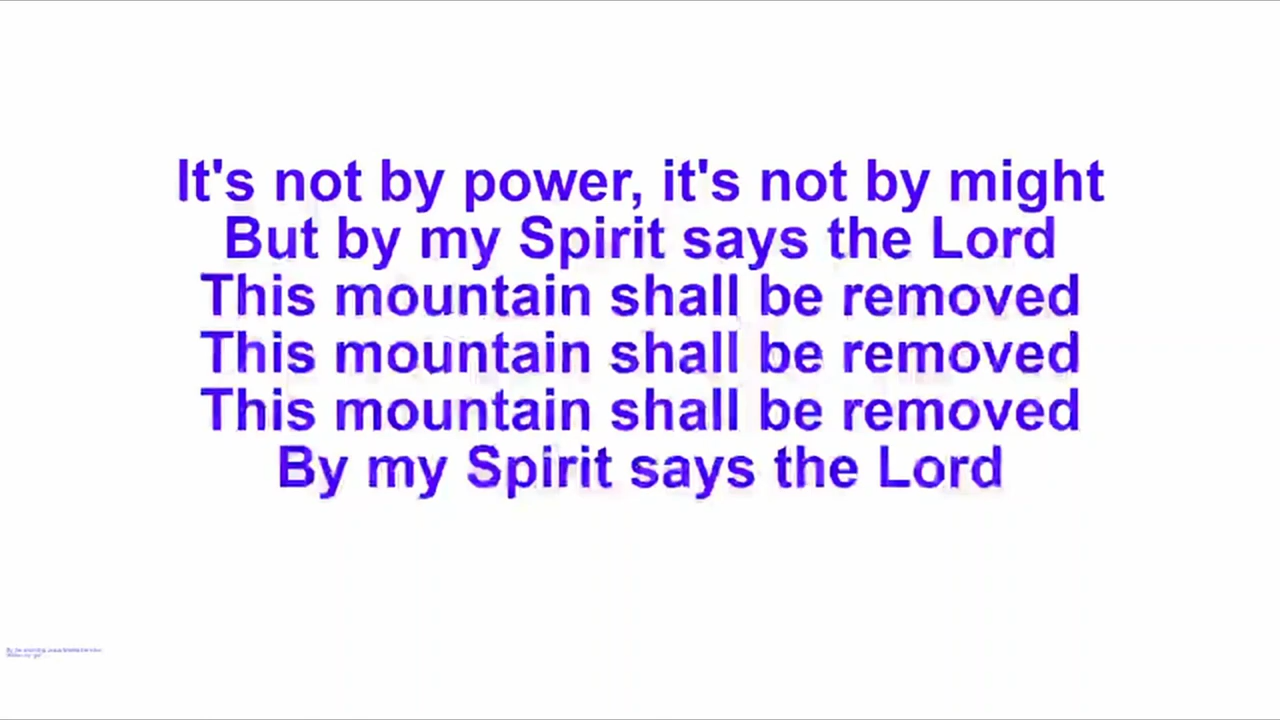 It's not by power, it's not by might
But by my Spirit says the Lord
This mountain shall be removed
This mountain shall be removed
This mountain shall be removed
By my Spirit says the Lord